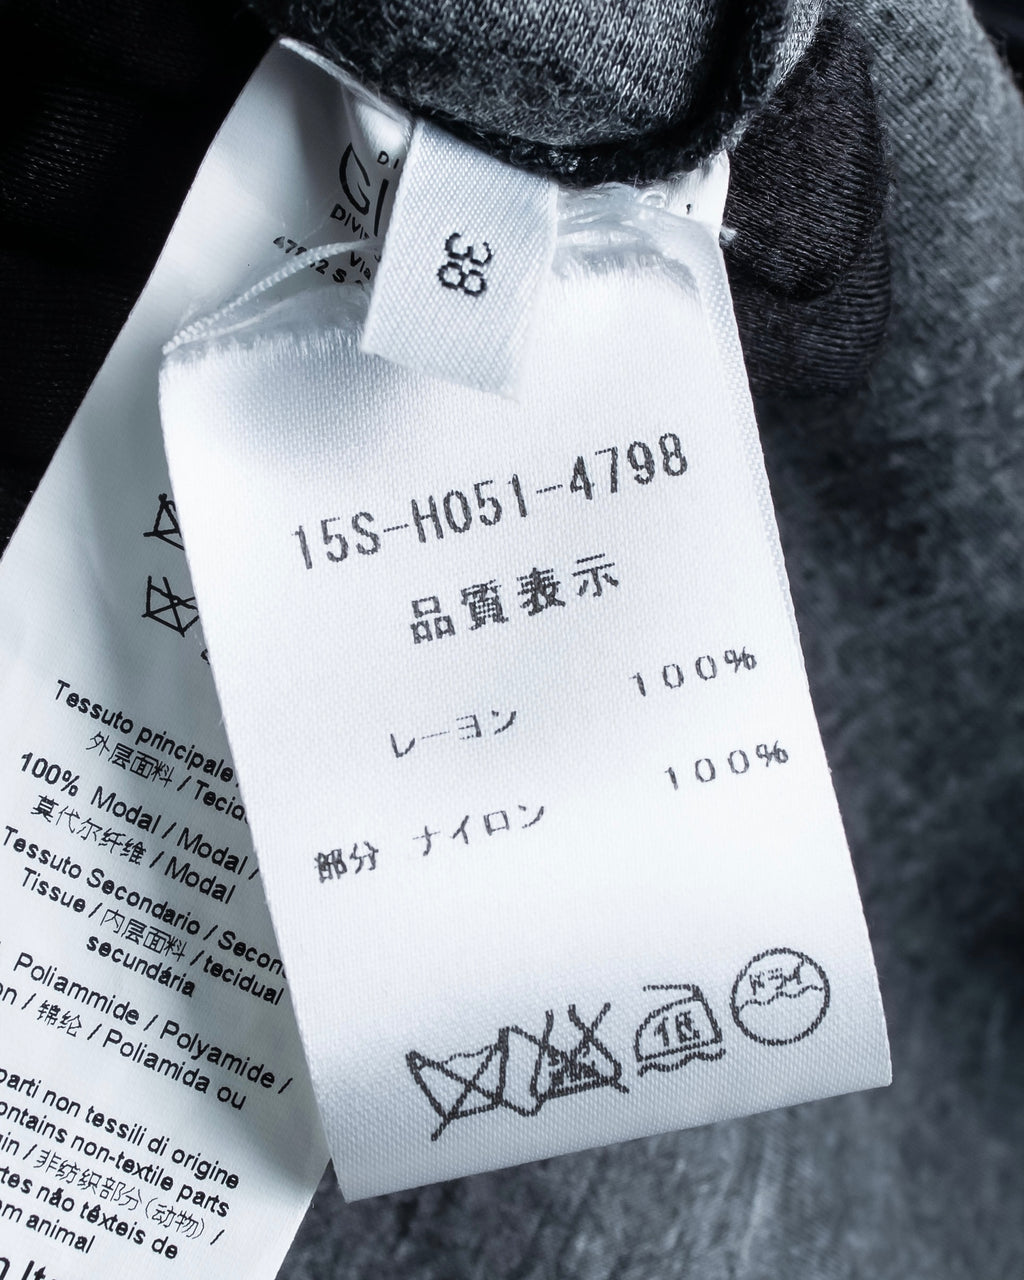 38
15S-H051-4798
品質表示
レーヨン 100%
部分 ナイロン 100%
ドライ
Tessuto principale
外层面料 /
100% Modal / Modal /
莫代尔纤维 / Modal
Tessuto Secondario /
Tissue / 内层面料 / tecidual
secundária
Poliammide / Polyamide /
/ 锦纶 / Poliamida ou
parti non tessili di origine
contains non-textile parts
/ 非纺织部分(动物) /
não têxteis de
animal